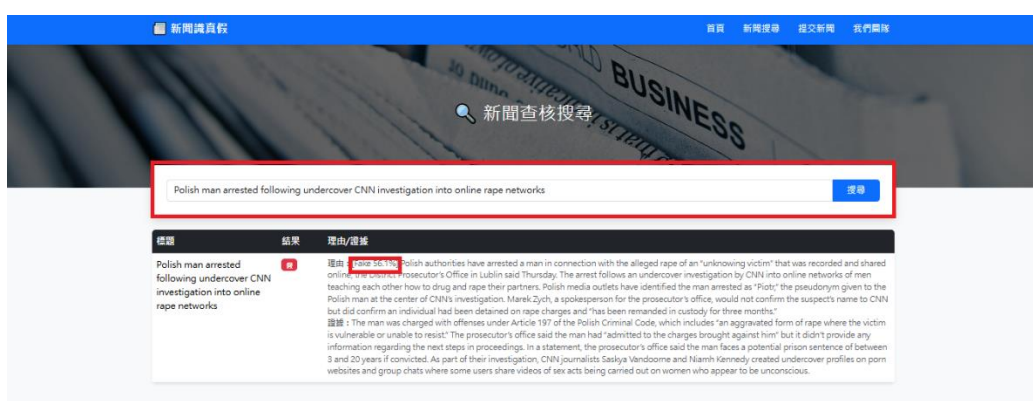 新聞識真假
首頁 新聞搜尋 提交新聞 我們團隊
BUSINESS
新聞查核搜尋
Polish man arrested following undercover CNN investigation into online rape networks
搜尋
標題 結果 理由/證據
Polish man arrested
following undercover CNN
investigation into online
rape networks
假
理由:[Fake 56.1%] Polish authorities have arrested a man in connection with the alleged rape of an "unknowing victim" that was recorded and shared
online, the District Prosecutor's Office in Lublin said Thursday. The arrest follows an undercover investigation by CNN into online networks of men
teaching each other how to drug and rape their partners. Polish media outlets have identified the man arrested as "Piotr," the pseudonym given to the
Polish man at the center of CNN's investigation. Marek Zych, a spokesperson for the prosecutor's office, would not confirm the suspect's name to CNN
but did confirm an individual had been detained on rape charges and "has been remanded in custody for three months."
證據:The man was charged with offenses under Article 197 of the Polish Criminal Code, which includes "an aggravated form of rape where the victim
is vulnerable or unable to resist." The prosecutor's office said the man had "admitted to the charges brought against him" but it didn't provide any
information regarding the next steps in proceedings. In a statement, the prosecutor's office said the man faces a potential prison sentence of between
3 and 20 years if convicted. As part of their investigation, CNN journalists Saskya Vandoorne and Niamh Kennedy created undercover profiles on porn
websites and group chats where some users share videos of sex acts being carried out on women who appear to be unconscious.